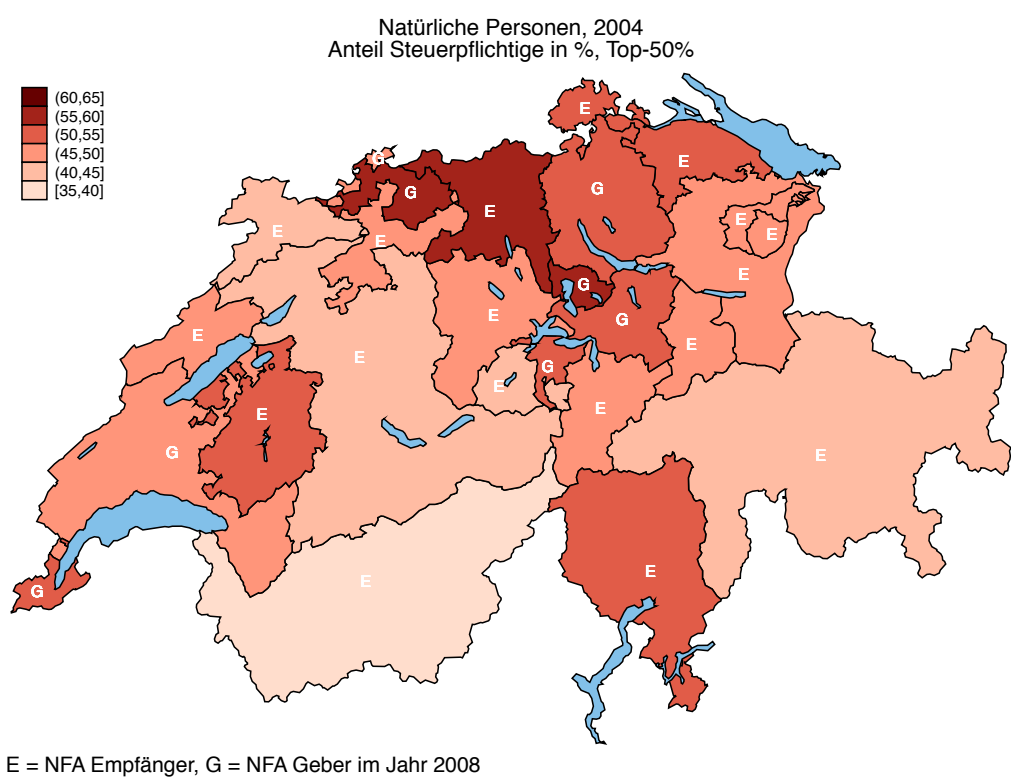 Natürliche Personen, 2004
Anteil Steuerpflichtige in %, Top-50%
(60,65]
(55,60]
(50,55]
(45,50]
(40,45]
[35,40]
E
G
E
G
G
E
E
E
E
E
E
G
E
E
G
E
E
E
G
E
E
E
G
E
E
G
E = NFA Empfänger, G = NFA Geber im Jahr 2008